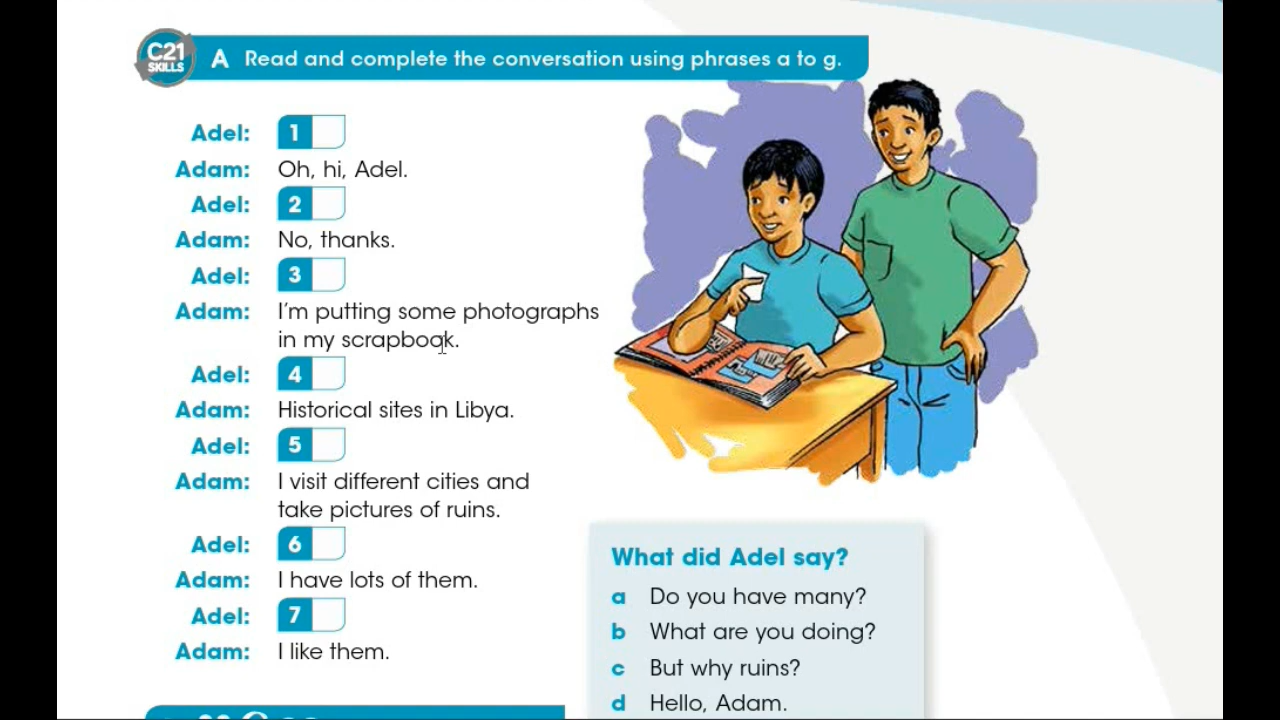 C21
SKILLS
A Read and complete the conversation using phrases a to g.
Adel: 1
Adam: Oh, hi, Adel.
Adel: 2
Adam: No, thanks.
Adel: 3
Adam: I'm putting some photographs
in my scrapbook.
Adel: 4
Adam: Historical sites in Libya.
Adel: 5
Adam: I visit different cities and
take pictures of ruins.
Adel: 6
Adam: I have lots of them.
Adel: 7
Adam: I like them.
What did Adel say?
a Do you have many?
b What are you doing?
c But why ruins?
d Hello, Adam.